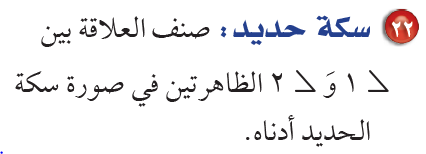 ٢٢ سكة حديد: صنف العلاقة بين
∠ ١ وَ ∠ ٢ الظاهرتين في صورة سكة
الحديد أدناه.